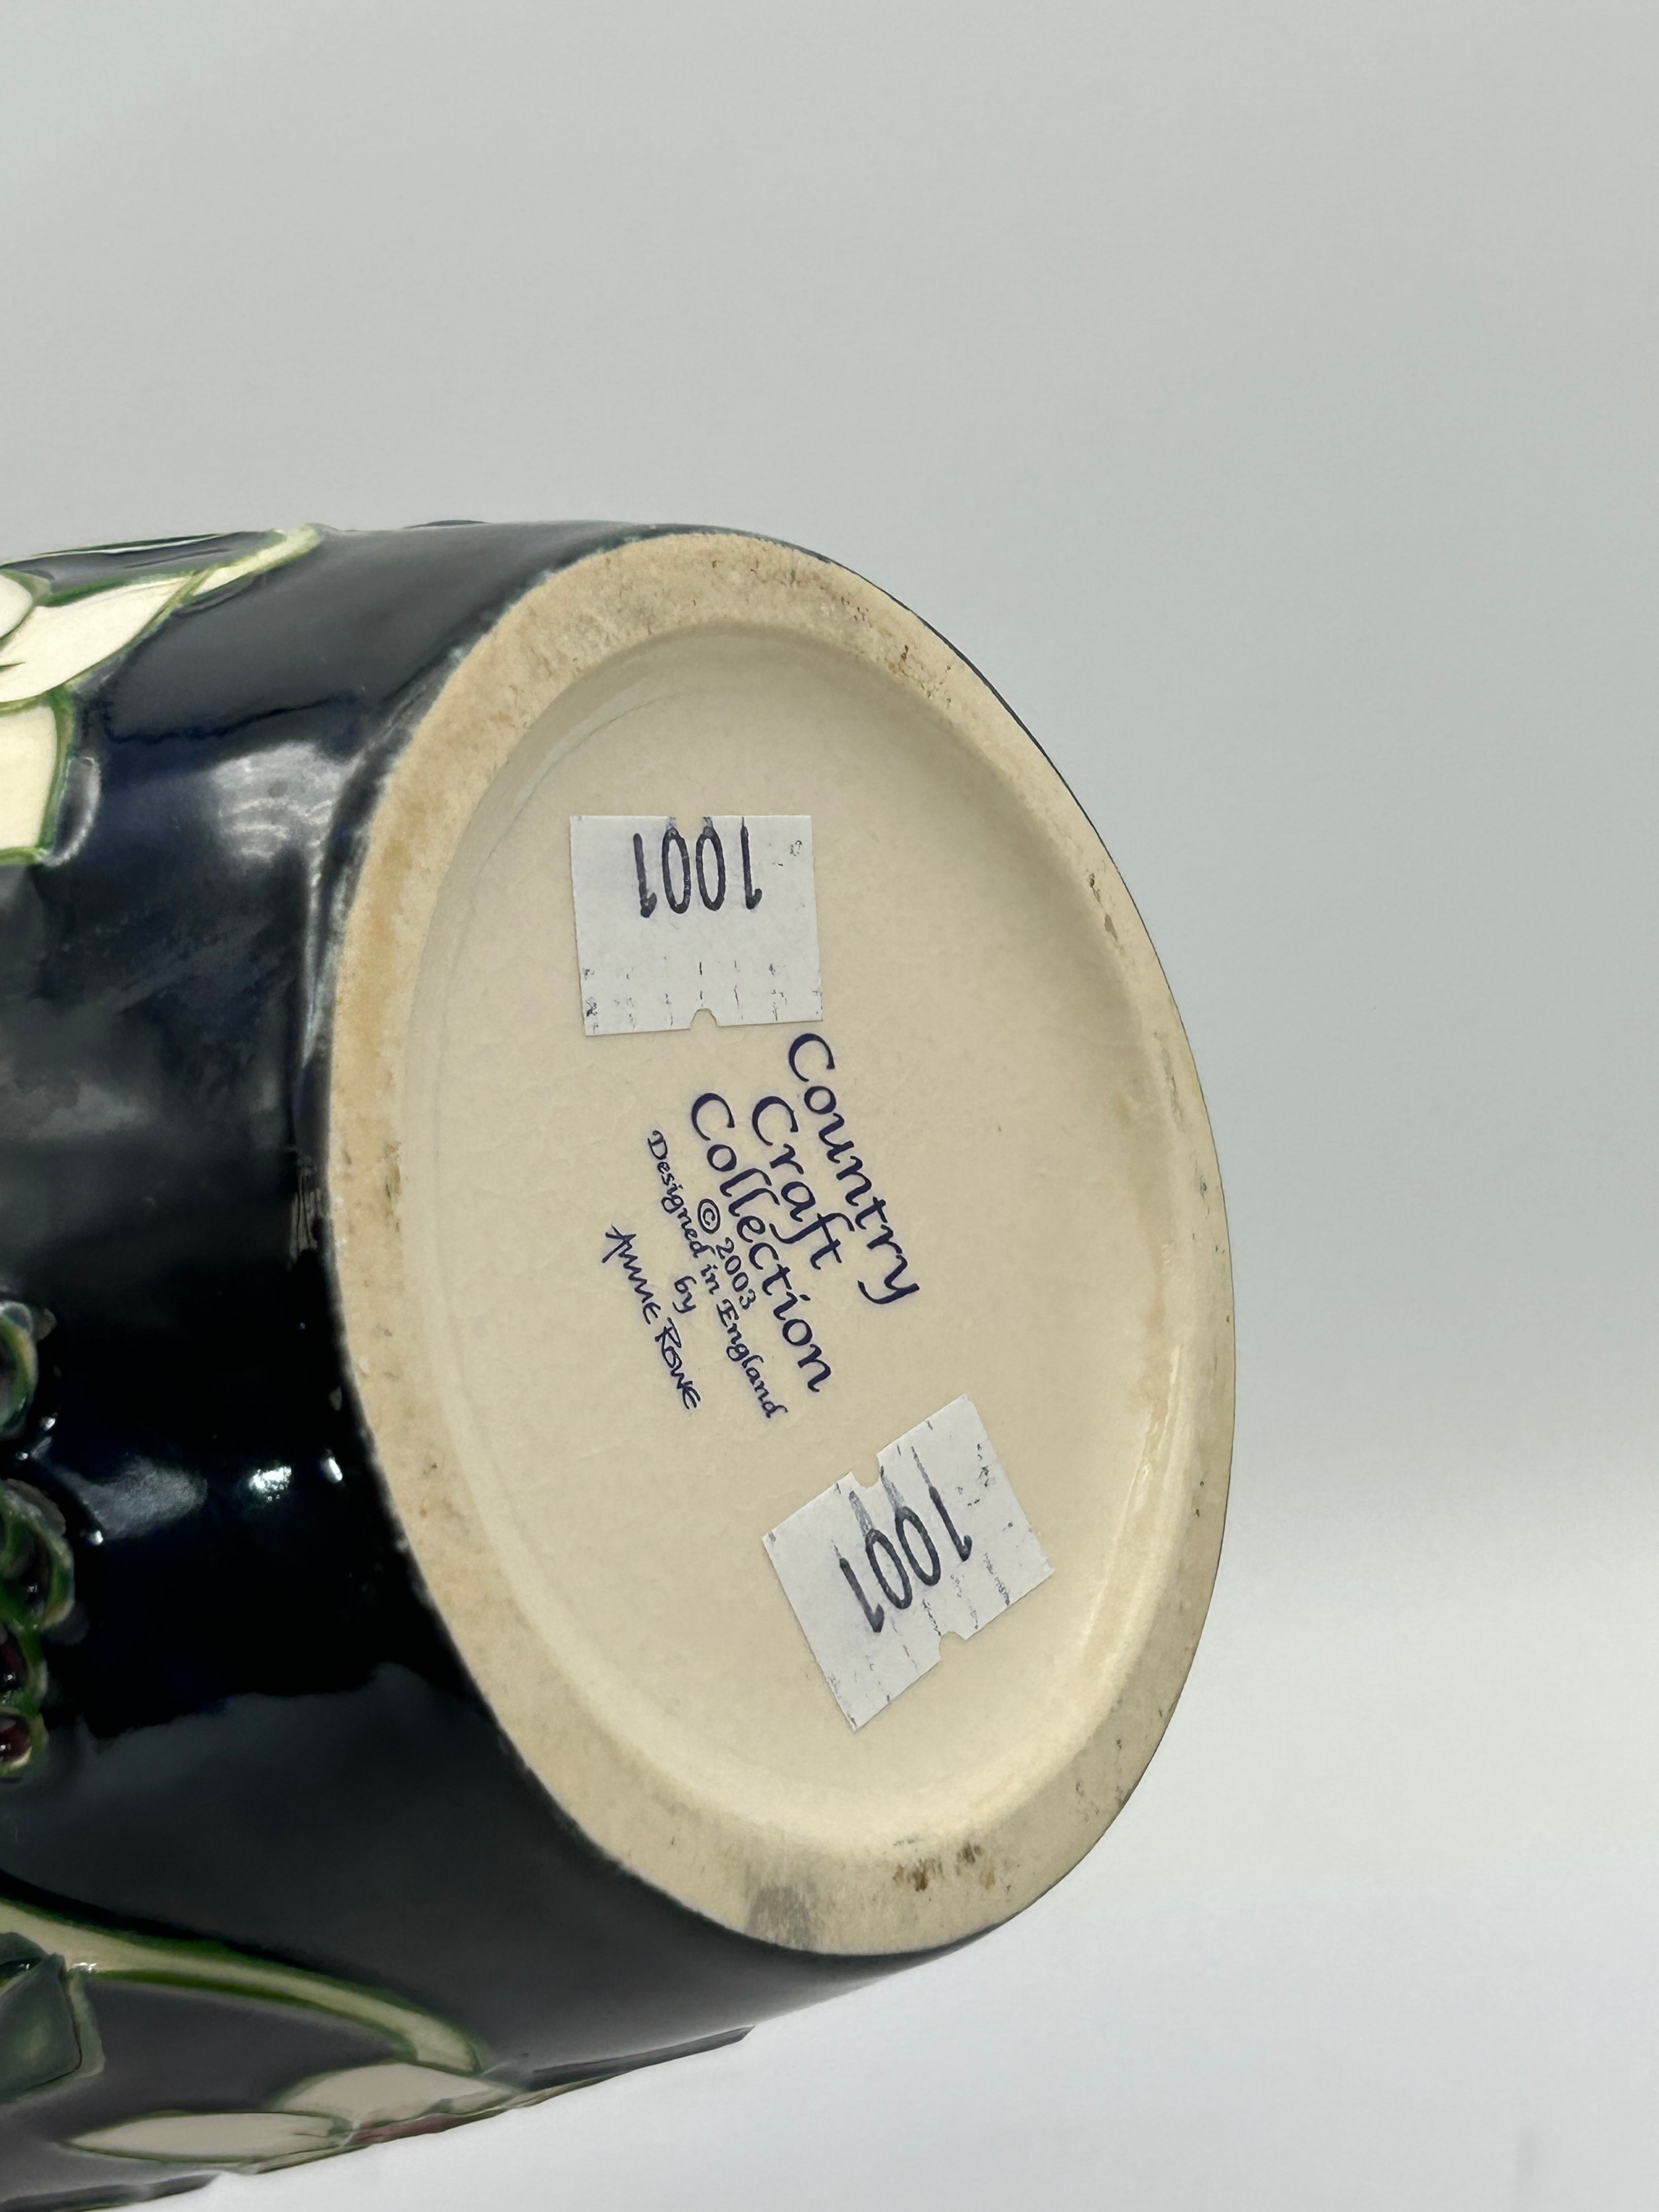 1001
Country
Craft
Collection
© 2003
Designed in England
by
ANNE ROWE
1001